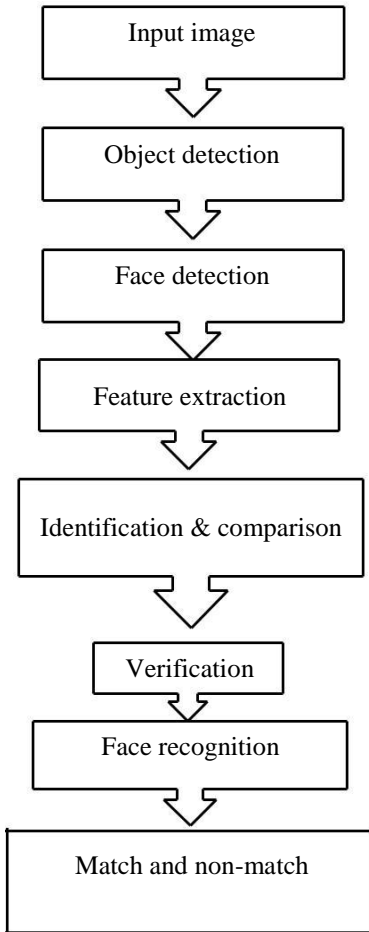 Input image
Object detection
Face detection
Feature extraction
Identification & comparison
Verification
Face recognition
Match and non-match